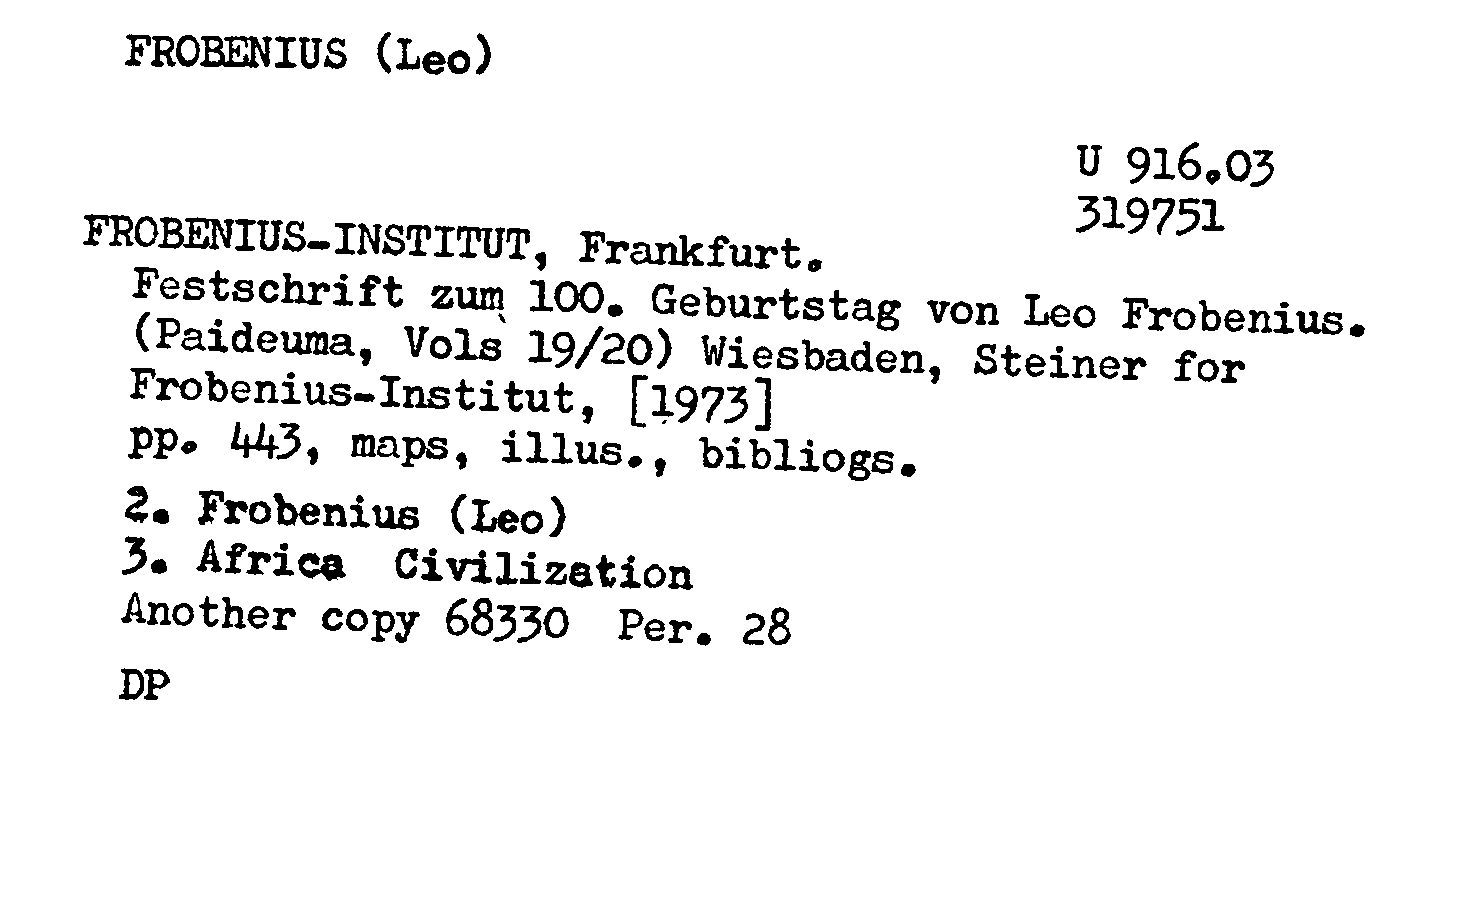 FROBENIUS (Leo)
U 916.03
319751
FROBENIUS-INSTITUT, Frankfurt.
Festschrift zum 100. Geburtstag von Leo Frobenius.
(Paideuma, Vols 19/20) Wiesbaden, Steiner for
Frobenius-Institut, [1973]
pp. 443, maps, illus., bibliogs.
2. Frobenius (Leo)
3. Africa Civilization
Another copy 68330 Per. 28
DP